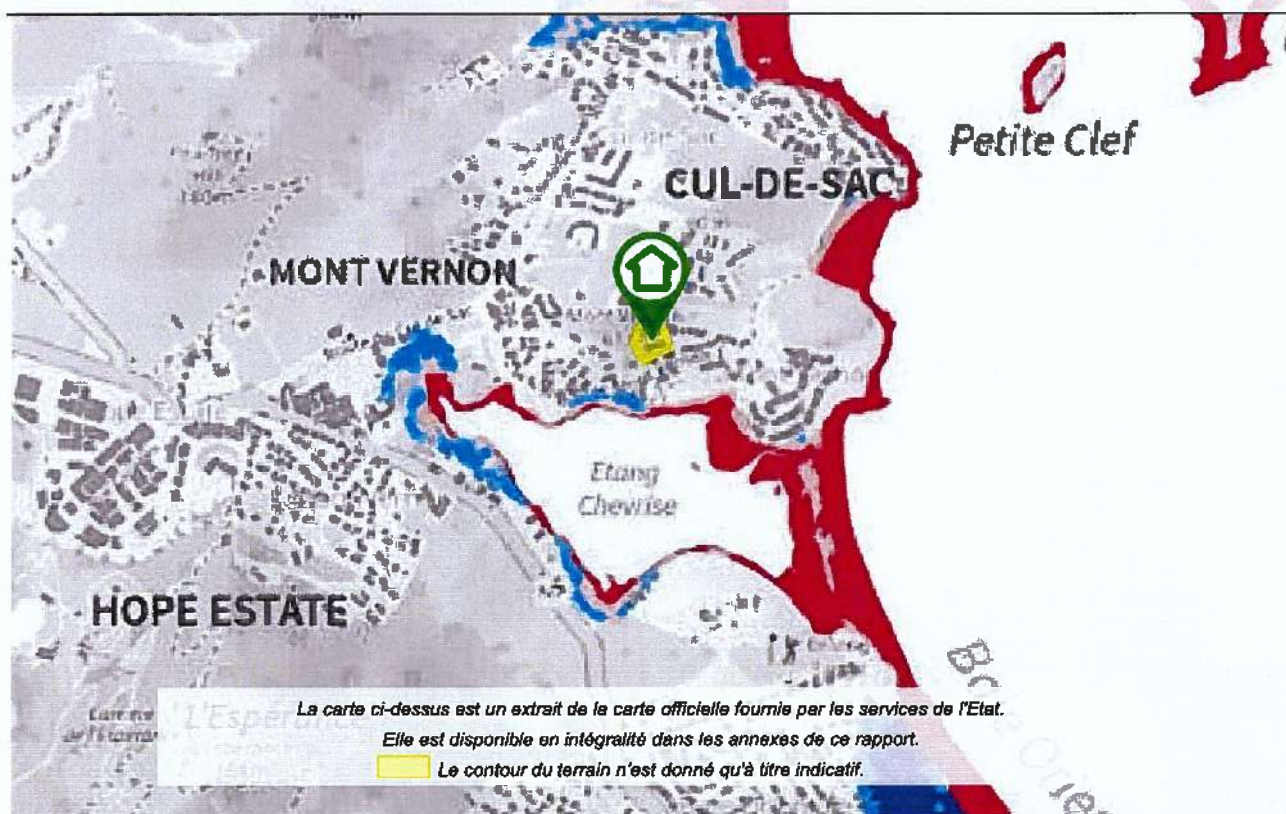 Petite Clef
CUL-DE-SAC
MONT VERNON
Etang
Chevrise
HOPE ESTATE
La carte ci-dessus est un extrait de la carte officielle fournie par les services de l'Etat.
Elle est disponible en intégralité dans les annexes de ce rapport.
Le contour du terrain n'est donné qu'à titre indicatif.